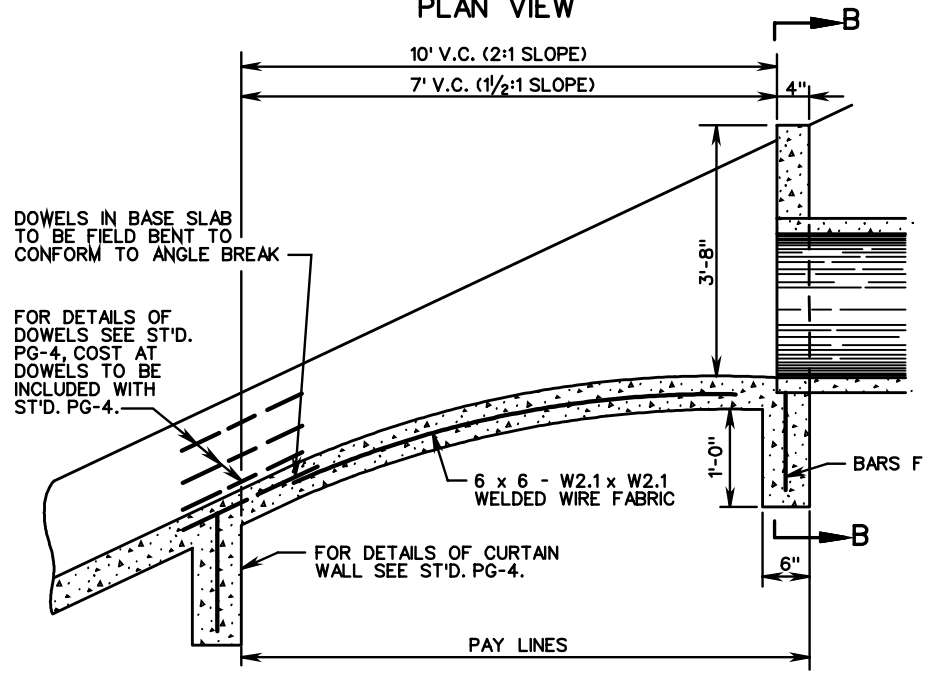 PLAN VIEW
B
10' V.C. (2:1 SLOPE)
7' V.C. (1½:1 SLOPE)
4"
DOWELS IN BASE SLAB
TO BE FIELD BENT TO
CONFORM TO ANGLE BREAK
3'-8"
FOR DETAILS OF
DOWELS SEE ST'D.
PG-4, COST AT
DOWELS TO BE
INCLUDED WITH
ST'D. PG-4.
1'-0"
BARS F
6 x 6 - W2.1 x W2.1
WELDED WIRE FABRIC
B
FOR DETAILS OF CURTAIN
WALL SEE ST'D. PG-4.
6"
PAY LINES